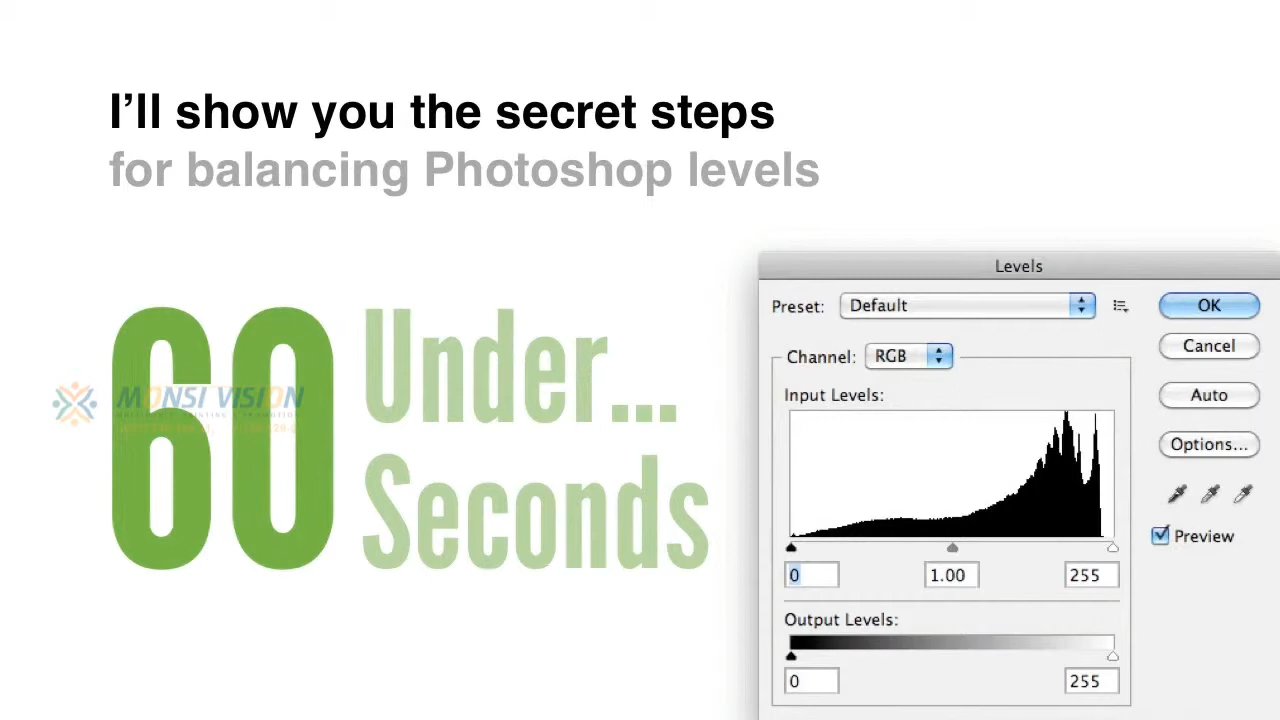 I’ll show you the secret steps
for balancing Photoshop levels
60
Under...
Seconds
MONSI VISION
Levels
Preset:
Default
OK
Channel:
RGB
Cancel
Input Levels:
Auto
Options...
Preview
0
1.00
255
Output Levels:
0
255